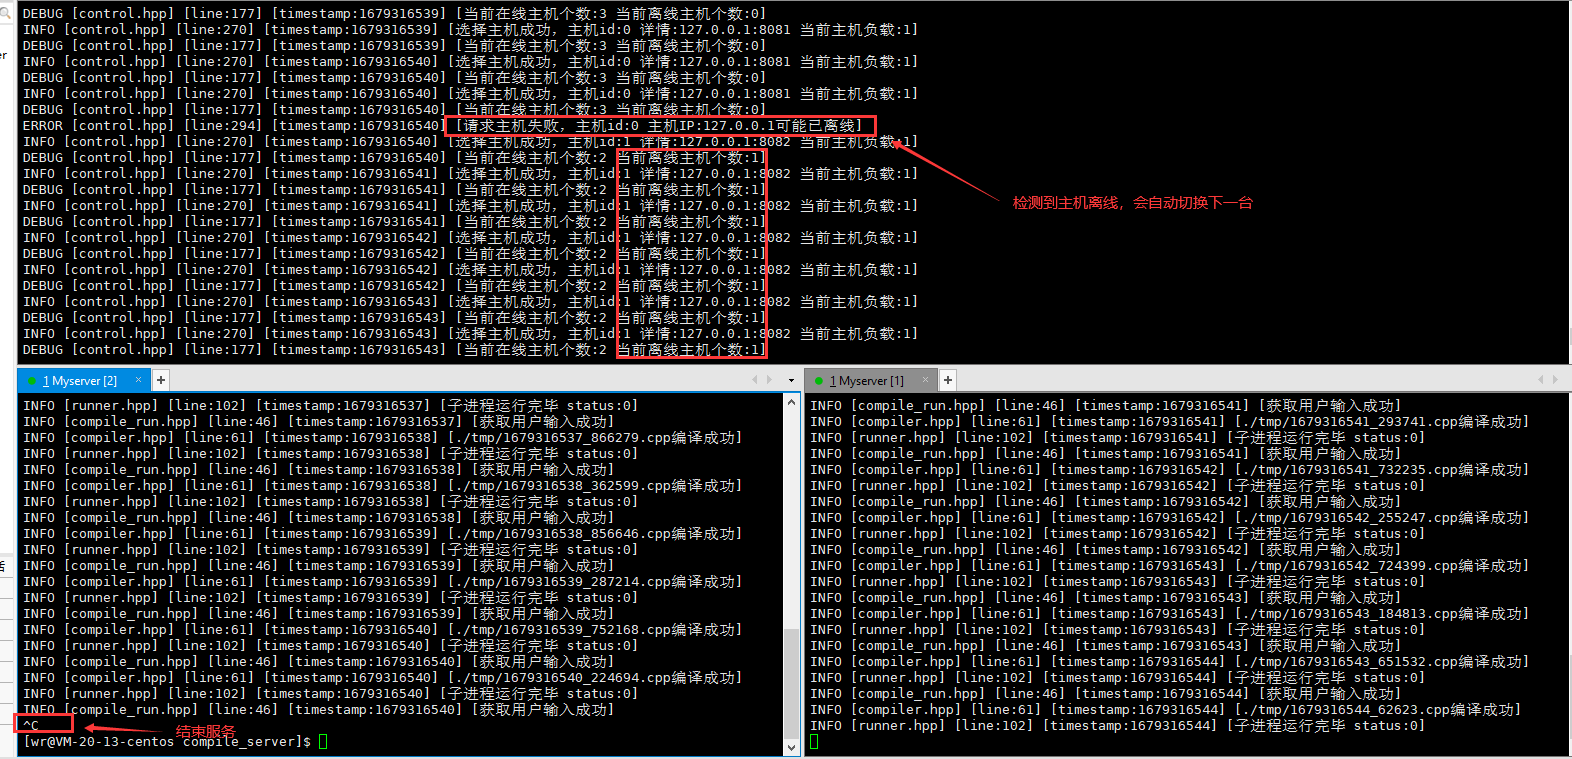 DEBUG [control.hpp] [line:177] [timestamp:1679316539] [当前在线主机个数:3 当前离线主机个数:0]
INFO [control.hpp] [line:270] [timestamp:1679316539] [选择主机成功, 主机id:0 详情:127.0.0.1:8081 当前主机负载:1]
DEBUG [control.hpp] [line:177] [timestamp:1679316539] [当前在线主机个数:3 当前离线主机个数:0]
INFO [control.hpp] [line:270] [timestamp:1679316540] [选择主机成功, 主机id:0 详情:127.0.0.1:8081 当前主机负载:1]
DEBUG [control.hpp] [line:177] [timestamp:1679316540] [当前在线主机个数:3 当前离线主机个数:0]
INFO [control.hpp] [line:270] [timestamp:1679316540] [选择主机成功, 主机id:0 详情:127.0.0.1:8081 当前主机负载:1]
DEBUG [control.hpp] [line:177] [timestamp:1679316540] [当前在线主机个数:3 当前离线主机个数:0]
ERROR [control.hpp] [line:294] [timestamp:1679316540] [请求主机失败, 主机id:0 主机IP:127.0.0.1可能已离线]
INFO [control.hpp] [line:270] [timestamp:1679316540] [选择主机成功, 主机id:1 详情:127.0.0.1:8082 当前主机负载:1]
DEBUG [control.hpp] [line:177] [timestamp:1679316540] [当前在线主机个数:2 当前离线主机个数:1]
INFO [control.hpp] [line:270] [timestamp:1679316541] [选择主机成功, 主机id:1 详情:127.0.0.1:8082 当前主机负载:1]
DEBUG [control.hpp] [line:177] [timestamp:1679316541] [当前在线主机个数:2 当前离线主机个数:1]
INFO [control.hpp] [line:270] [timestamp:1679316541] [选择主机成功, 主机id:1 详情:127.0.0.1:8082 当前主机负载:1]
DEBUG [control.hpp] [line:177] [timestamp:1679316541] [当前在线主机个数:2 当前离线主机个数:1]
INFO [control.hpp] [line:270] [timestamp:1679316542] [选择主机成功, 主机id:1 详情:127.0.0.1:8082 当前主机负载:1]
DEBUG [control.hpp] [line:177] [timestamp:1679316542] [当前在线主机个数:2 当前离线主机个数:1]
INFO [control.hpp] [line:270] [timestamp:1679316542] [选择主机成功, 主机id:1 详情:127.0.0.1:8082 当前主机负载:1]
DEBUG [control.hpp] [line:177] [timestamp:1679316542] [当前在线主机个数:2 当前离线主机个数:1]
INFO [control.hpp] [line:270] [timestamp:1679316543] [选择主机成功, 主机id:1 详情:127.0.0.1:8082 当前主机负载:1]
DEBUG [control.hpp] [line:177] [timestamp:1679316543] [当前在线主机个数:2 当前离线主机个数:1]
INFO [control.hpp] [line:270] [timestamp:1679316543] [选择主机成功, 主机id:1 详情:127.0.0.1:8082 当前主机负载:1]
DEBUG [control.hpp] [line:177] [timestamp:1679316543] [当前在线主机个数:2 当前离线主机个数:1]
检测到主机离线，会自动切换下一台
1 Myserver [2] × +
INFO [runner.hpp] [line:102] [timestamp:1679316537] [子进程运行完毕 status:0]
INFO [compile_run.hpp] [line:46] [timestamp:1679316537] [获取用户输入成功]
INFO [compiler.hpp] [line:61] [timestamp:1679316538] [./tmp/1679316537_866279.cpp编译成功]
INFO [runner.hpp] [line:102] [timestamp:1679316538] [子进程运行完毕 status:0]
INFO [compile_run.hpp] [line:46] [timestamp:1679316538] [获取用户输入成功]
INFO [compiler.hpp] [line:61] [timestamp:1679316538] [./tmp/1679316538_362599.cpp编译成功]
INFO [runner.hpp] [line:102] [timestamp:1679316538] [子进程运行完毕 status:0]
INFO [compile_run.hpp] [line:46] [timestamp:1679316538] [获取用户输入成功]
INFO [compiler.hpp] [line:61] [timestamp:1679316539] [./tmp/1679316538_856646.cpp编译成功]
INFO [runner.hpp] [line:102] [timestamp:1679316539] [子进程运行完毕 status:0]
INFO [compile_run.hpp] [line:46] [timestamp:1679316539] [获取用户输入成功]
INFO [compiler.hpp] [line:61] [timestamp:1679316539] [./tmp/1679316539_287214.cpp编译成功]
INFO [runner.hpp] [line:102] [timestamp:1679316539] [子进程运行完毕 status:0]
INFO [compile_run.hpp] [line:46] [timestamp:1679316539] [获取用户输入成功]
INFO [compiler.hpp] [line:61] [timestamp:1679316540] [./tmp/1679316539_752168.cpp编译成功]
INFO [runner.hpp] [line:102] [timestamp:1679316540] [子进程运行完毕 status:0]
INFO [compile_run.hpp] [line:46] [timestamp:1679316540] [获取用户输入成功]
INFO [compiler.hpp] [line:61] [timestamp:1679316540] [./tmp/1679316540_224694.cpp编译成功]
INFO [runner.hpp] [line:102] [timestamp:1679316540] [子进程运行完毕 status:0]
INFO [compile_run.hpp] [line:46] [timestamp:1679316540] [获取用户输入成功]
^C
结束服务
[wr@VM-20-13-centos compile_server]$
1 Myserver [1] × +
INFO [compile_run.hpp] [line:46] [timestamp:1679316541] [获取用户输入成功]
INFO [compiler.hpp] [line:61] [timestamp:1679316541] [./tmp/1679316541_293741.cpp编译成功]
INFO [runner.hpp] [line:102] [timestamp:1679316541] [子进程运行完毕 status:0]
INFO [compile_run.hpp] [line:46] [timestamp:1679316541] [获取用户输入成功]
INFO [compiler.hpp] [line:61] [timestamp:1679316542] [./tmp/1679316541_732235.cpp编译成功]
INFO [runner.hpp] [line:102] [timestamp:1679316542] [子进程运行完毕 status:0]
INFO [compile_run.hpp] [line:46] [timestamp:1679316542] [获取用户输入成功]
INFO [compiler.hpp] [line:61] [timestamp:1679316542] [./tmp/1679316542_255247.cpp编译成功]
INFO [runner.hpp] [line:102] [timestamp:1679316542] [子进程运行完毕 status:0]
INFO [compile_run.hpp] [line:46] [timestamp:1679316542] [获取用户输入成功]
INFO [compiler.hpp] [line:61] [timestamp:1679316543] [./tmp/1679316542_724399.cpp编译成功]
INFO [runner.hpp] [line:102] [timestamp:1679316543] [子进程运行完毕 status:0]
INFO [compile_run.hpp] [line:46] [timestamp:1679316543] [获取用户输入成功]
INFO [compiler.hpp] [line:61] [timestamp:1679316543] [./tmp/1679316543_184813.cpp编译成功]
INFO [runner.hpp] [line:102] [timestamp:1679316543] [子进程运行完毕 status:0]
INFO [compile_run.hpp] [line:46] [timestamp:1679316543] [获取用户输入成功]
INFO [compiler.hpp] [line:61] [timestamp:1679316544] [./tmp/1679316543_651532.cpp编译成功]
INFO [runner.hpp] [line:102] [timestamp:1679316544] [子进程运行完毕 status:0]
INFO [compile_run.hpp] [line:46] [timestamp:1679316544] [获取用户输入成功]
INFO [compiler.hpp] [line:61] [timestamp:1679316544] [./tmp/1679316544_62623.cpp编译成功]
INFO [runner.hpp] [line:102] [timestamp:1679316544] [子进程运行完毕 status:0]